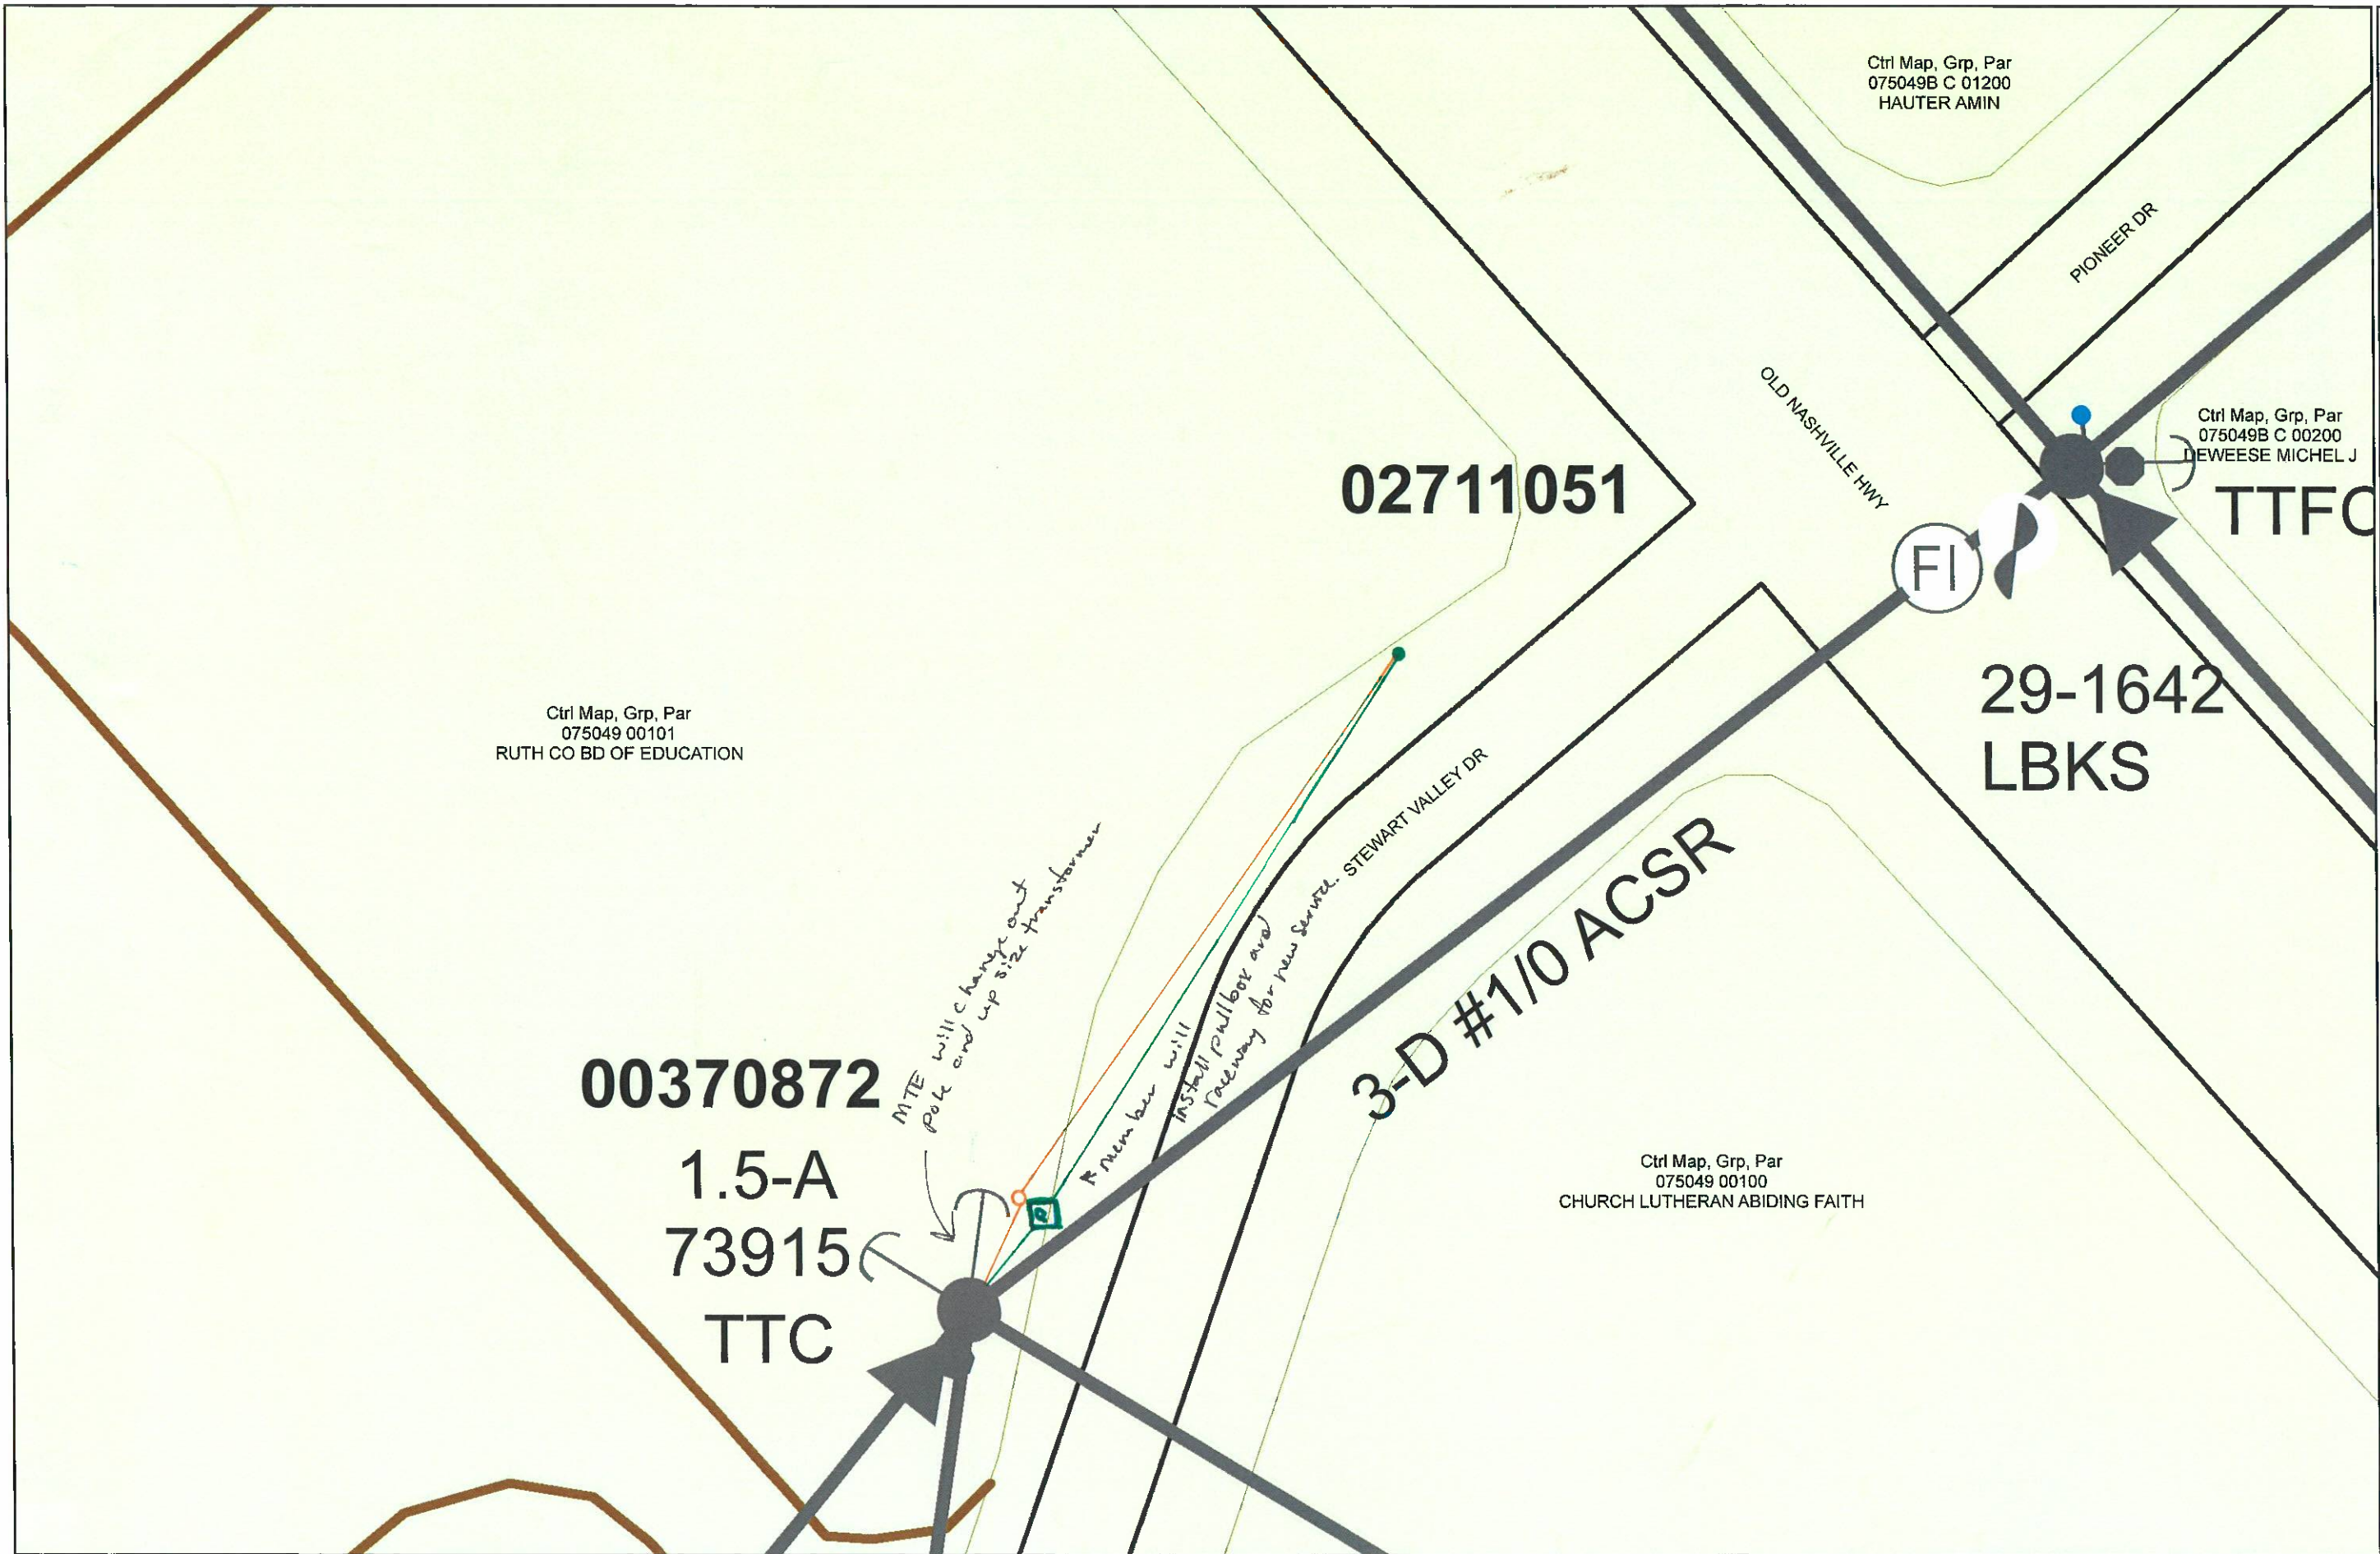 Ctrl Map, Grp, Par
075049B C 01200
HAUTER AMIN
PIONEER DR
OLD NASHVILLE HWY
Ctrl Map, Grp, Par
075049B C 00200
DEWEESE MICHEL J
TTFC
02711051
FI
29-1642
LBKS
Ctrl Map, Grp, Par
075049 00101
RUTH CO BD OF EDUCATION
STEWART VALLEY DR
3-D #1/0 ACSR
MTE will change out
pole and up size transformer
* member will
install pullbox and
raceway for new service.
00370872
1.5-A
73915
TTC
P
Ctrl Map, Grp, Par
075049 00100
CHURCH LUTHERAN ABIDING FAITH